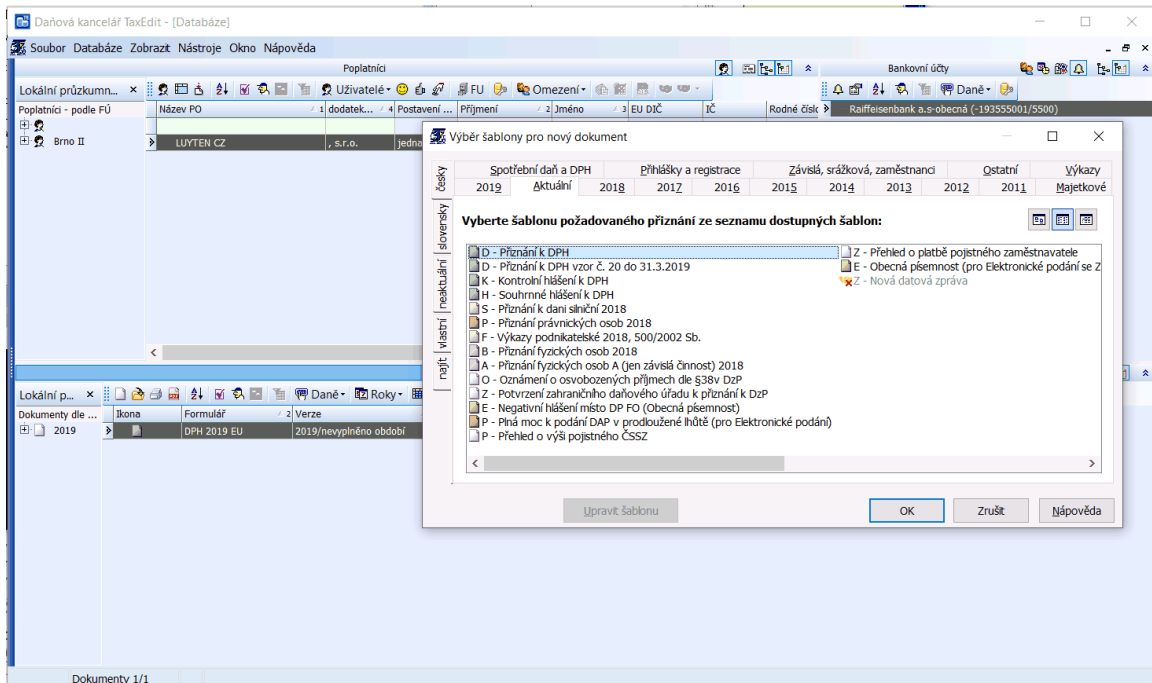 Daňová kancelář TaxEdit - [Databáze]
Soubor Databáze Zobrazit Nástroje Okno Nápověda
Poplatníci
Bankovní účty
Lokální průzkumn...
Uživatelé
FU
Omezení
Daně
Poplatníci - podle FÚ
Název PO
1 dodatek...
4 Postavení ...
Příjmení
2 Jméno
3 EU DIČ
IČ
Rodné čísl
Raiffeisenbank a.s-obecná (-193555001/5500)
Brno II
LUYTEN CZ
, s.r.o.
jedna
Výběr šablony pro nový dokument
česky
slovensky
neaktuální
vlastní
najít
Spotřební daň a DPH
Přihlášky a registrace
Závislá, srážková, zaměstnanci
Ostatní
Výkazy
2019
Aktuální
2018
2017
2016
2015
2014
2013
2012
2011
Majetkové
Vyberte šablonu požadovaného přiznání ze seznamu dostupných šablon:
D - Přiznání k DPH
D - Přiznání k DPH vzor č. 20 do 31.3.2019
K - Kontrolní hlášení k DPH
H - Souhrnné hlášení k DPH
S - Přiznání k dani silniční 2018
P - Přiznání právnických osob 2018
F - Výkazy podnikatelské 2018, 500/2002 Sb.
B - Přiznání fyzických osob 2018
A - Přiznání fyzických osob A (jen závislá činnost) 2018
O - Oznámení o osvobozených příjmech dle §38v DzP
Z - Potvrzení zahraničního daňového úřadu k přiznání k DzP
E - Negativní hlášení místo DP FO (Obecná písemnost)
P - Plná moc k podání DAP v prodloužené lhůtě (pro Elektronické podání)
P - Přehled o výši pojistného ČSSZ
Z - Přehled o platbě pojistného zaměstnavatele
E - Obecná písemnost (pro Elektronické podání se Z
Z - Nová datová zpráva
Upravit šablonu
OK
Zrušit
Nápověda
Lokální p...
Daně
Roky
Dokumenty dle ...
Ikona
Formulář
2 Verze
2019
DPH 2019 EU
2019/nevyplněno období
Dokumenty 1/1